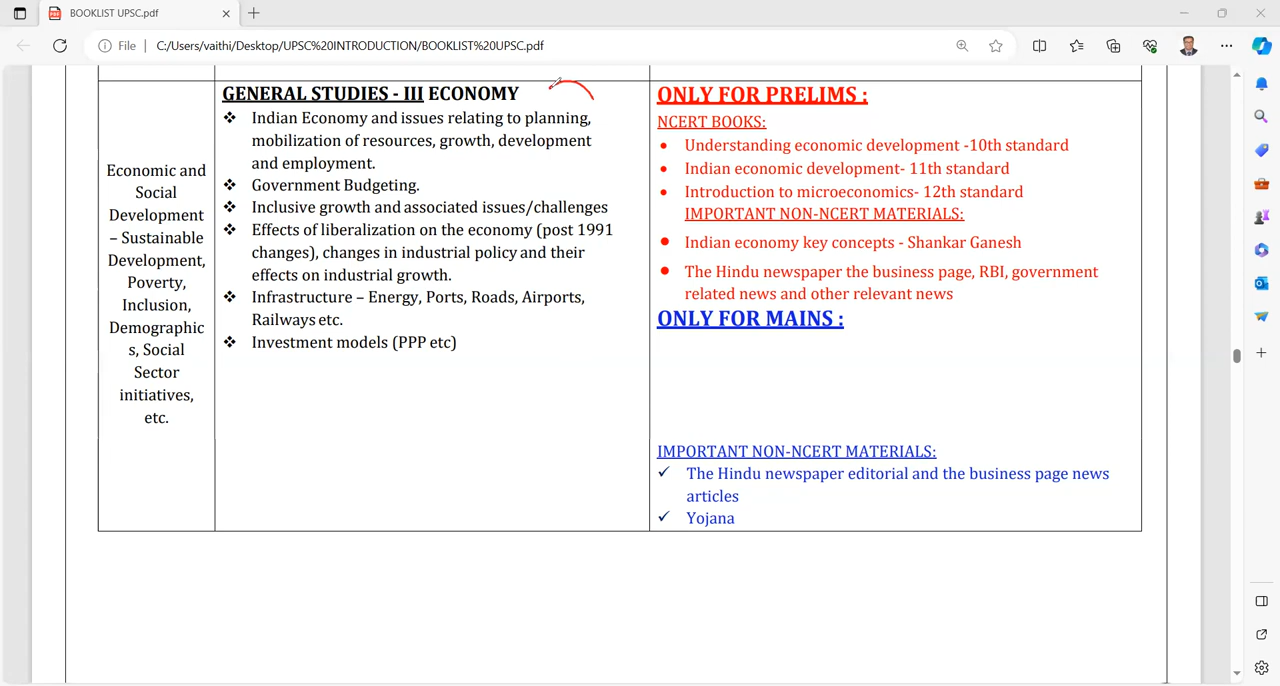 BOOKLIST UPSC.pdf
File
C:/Users/vaithi/Desktop/UPSC%20INTRODUCTION/BOOKLIST%20UPSC.pdf
Economic and
Social
Development
– Sustainable
Development,
Poverty,
Inclusion,
Demographic
s, Social
Sector
initiatives,
etc.
GENERAL STUDIES - III ECONOMY
❖ Indian Economy and issues relating to planning,
mobilization of resources, growth, development
and employment.
❖ Government Budgeting.
❖ Inclusive growth and associated issues/challenges
❖ Effects of liberalization on the economy (post 1991
changes), changes in industrial policy and their
effects on industrial growth.
❖ Infrastructure – Energy, Ports, Roads, Airports,
Railways etc.
❖ Investment models (PPP etc)
ONLY FOR PRELIMS :
NCERT BOOKS:
• Understanding economic development -10th standard
• Indian economic development- 11th standard
• Introduction to microeconomics- 12th standard
IMPORTANT NON-NCERT MATERIALS:
• Indian economy key concepts - Shankar Ganesh
• The Hindu newspaper the business page, RBI, government
related news and other relevant news
ONLY FOR MAINS :
IMPORTANT NON-NCERT MATERIALS:
✓ The Hindu newspaper editorial and the business page news
articles
✓ Yojana